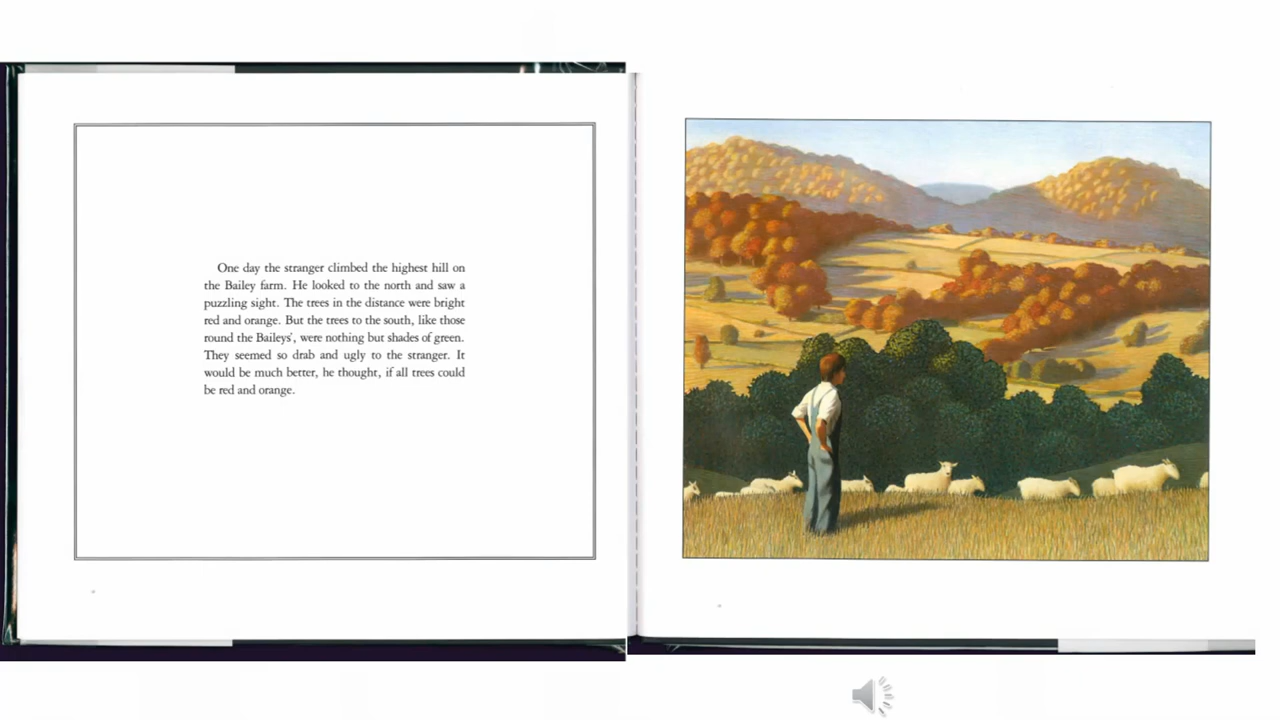 One day the stranger climbed the highest hill on
the Bailey farm. He looked to the north and saw a
puzzling sight. The trees in the distance were bright
red and orange. But the trees to the south, like those
round the Baileys', were nothing but shades of green.
They seemed so drab and ugly to the stranger. It
would be much better, he thought, if all trees could
be red and orange.